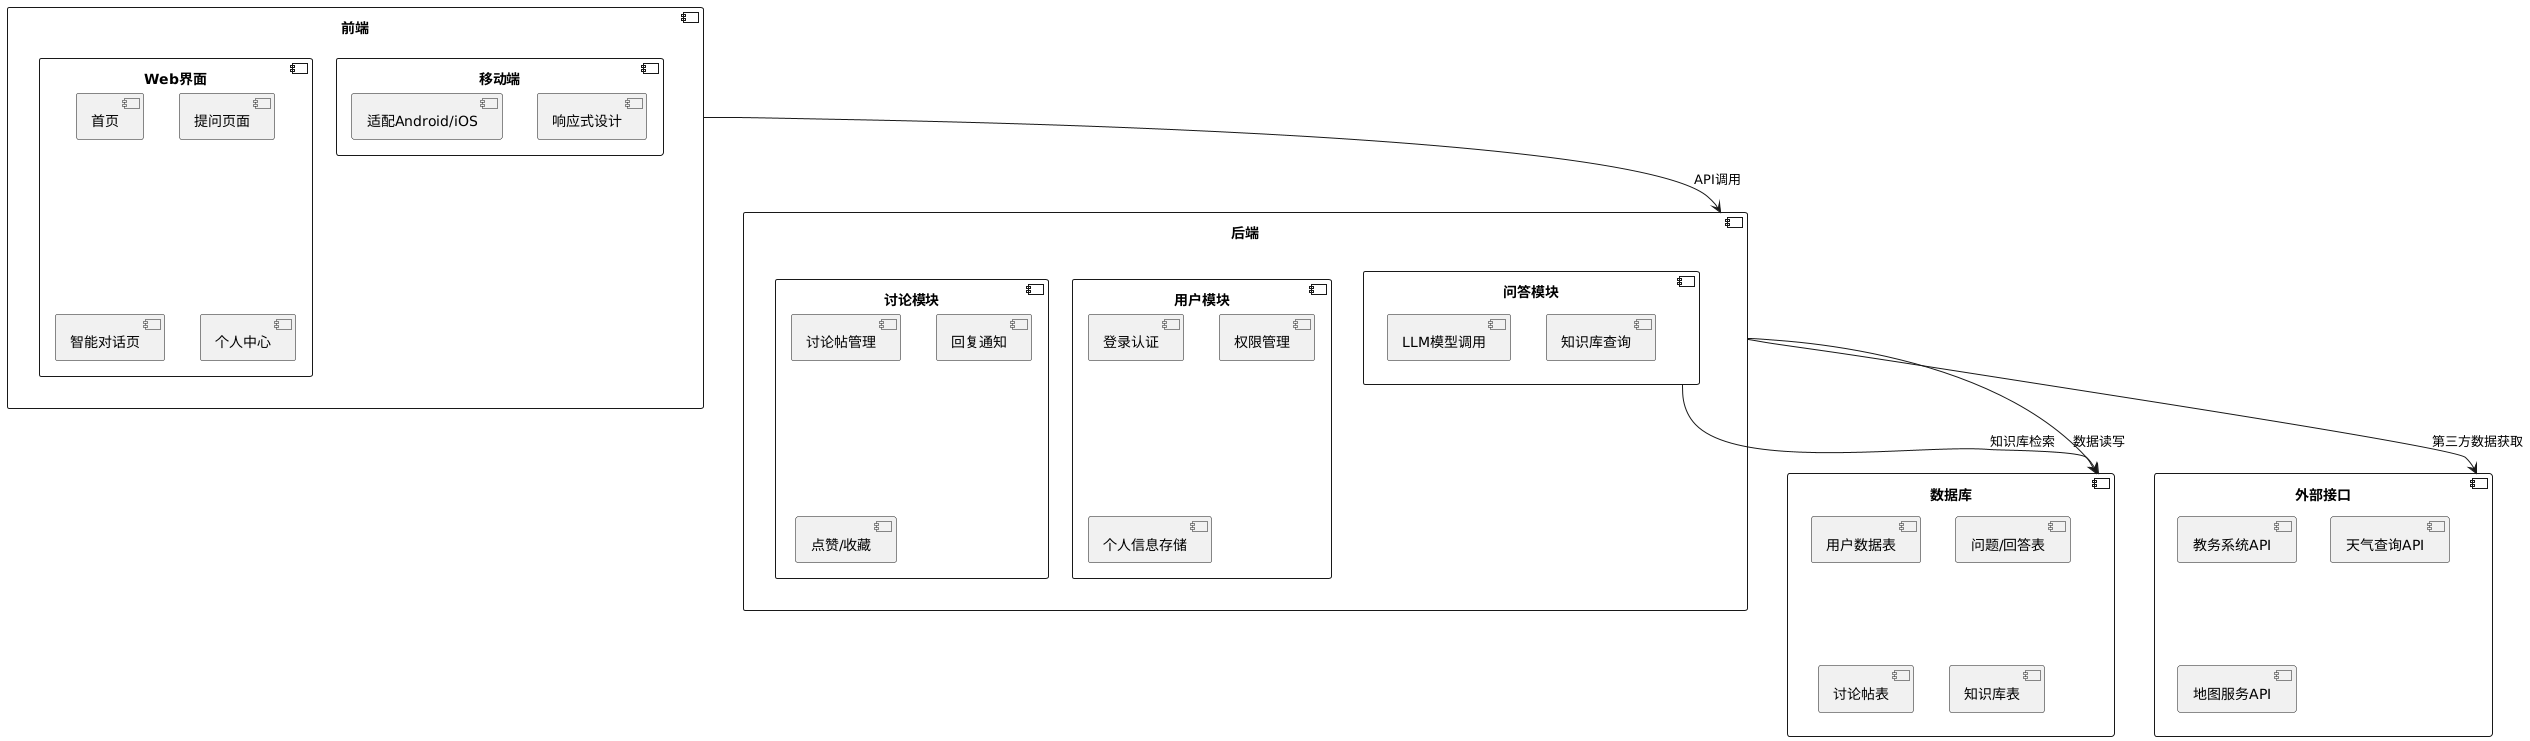 前端
Web界面
首页
提问页面
智能对话页
个人中心
移动端
适配Android/iOS
响应式设计
API调用
后端
讨论模块
讨论帖管理
回复通知
点赞/收藏
用户模块
登录认证
权限管理
个人信息存储
问答模块
LLM模型调用
知识库查询
知识库检索
数据读写
第三方数据获取
数据库
用户数据表
问题/回答表
讨论帖表
知识库表
外部接口
教务系统API
天气查询API
地图服务API